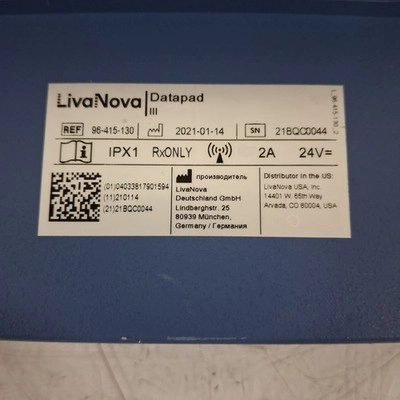 LivaNova Datapad
III
REF 96-415-130 2021-01-14 SN 21BQC0044
i IPX1 RxONLY 2A 24V=
(01)04033817901594
(11)210114
(21)21BQC0044
производитель
LivaNova
Deutschland GmbH
Lindberghstr. 25
80939 München,
Germany / Германия
Distributor in the US:
LivaNova USA, Inc.
14401 W. 65th Way
Arvada, CO 80004, USA